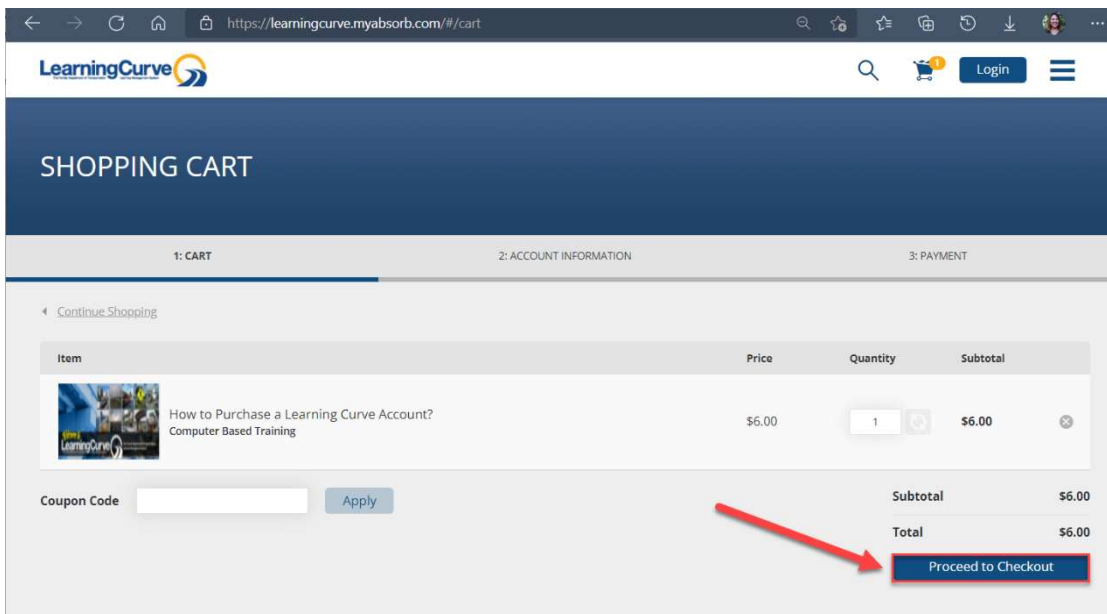 https://learningcurve.myabsorb.com/#/cart
LearningCurve
1
Login
SHOPPING CART
1: CART
2: ACCOUNT INFORMATION
3: PAYMENT
Continue Shopping
Item Price Quantity Subtotal
How to Purchase a Learning Curve Account?
Computer Based Training
$6.00 1 $6.00
LearningCurve
Coupon Code Apply
Subtotal $6.00
Total $6.00
Proceed to Checkout